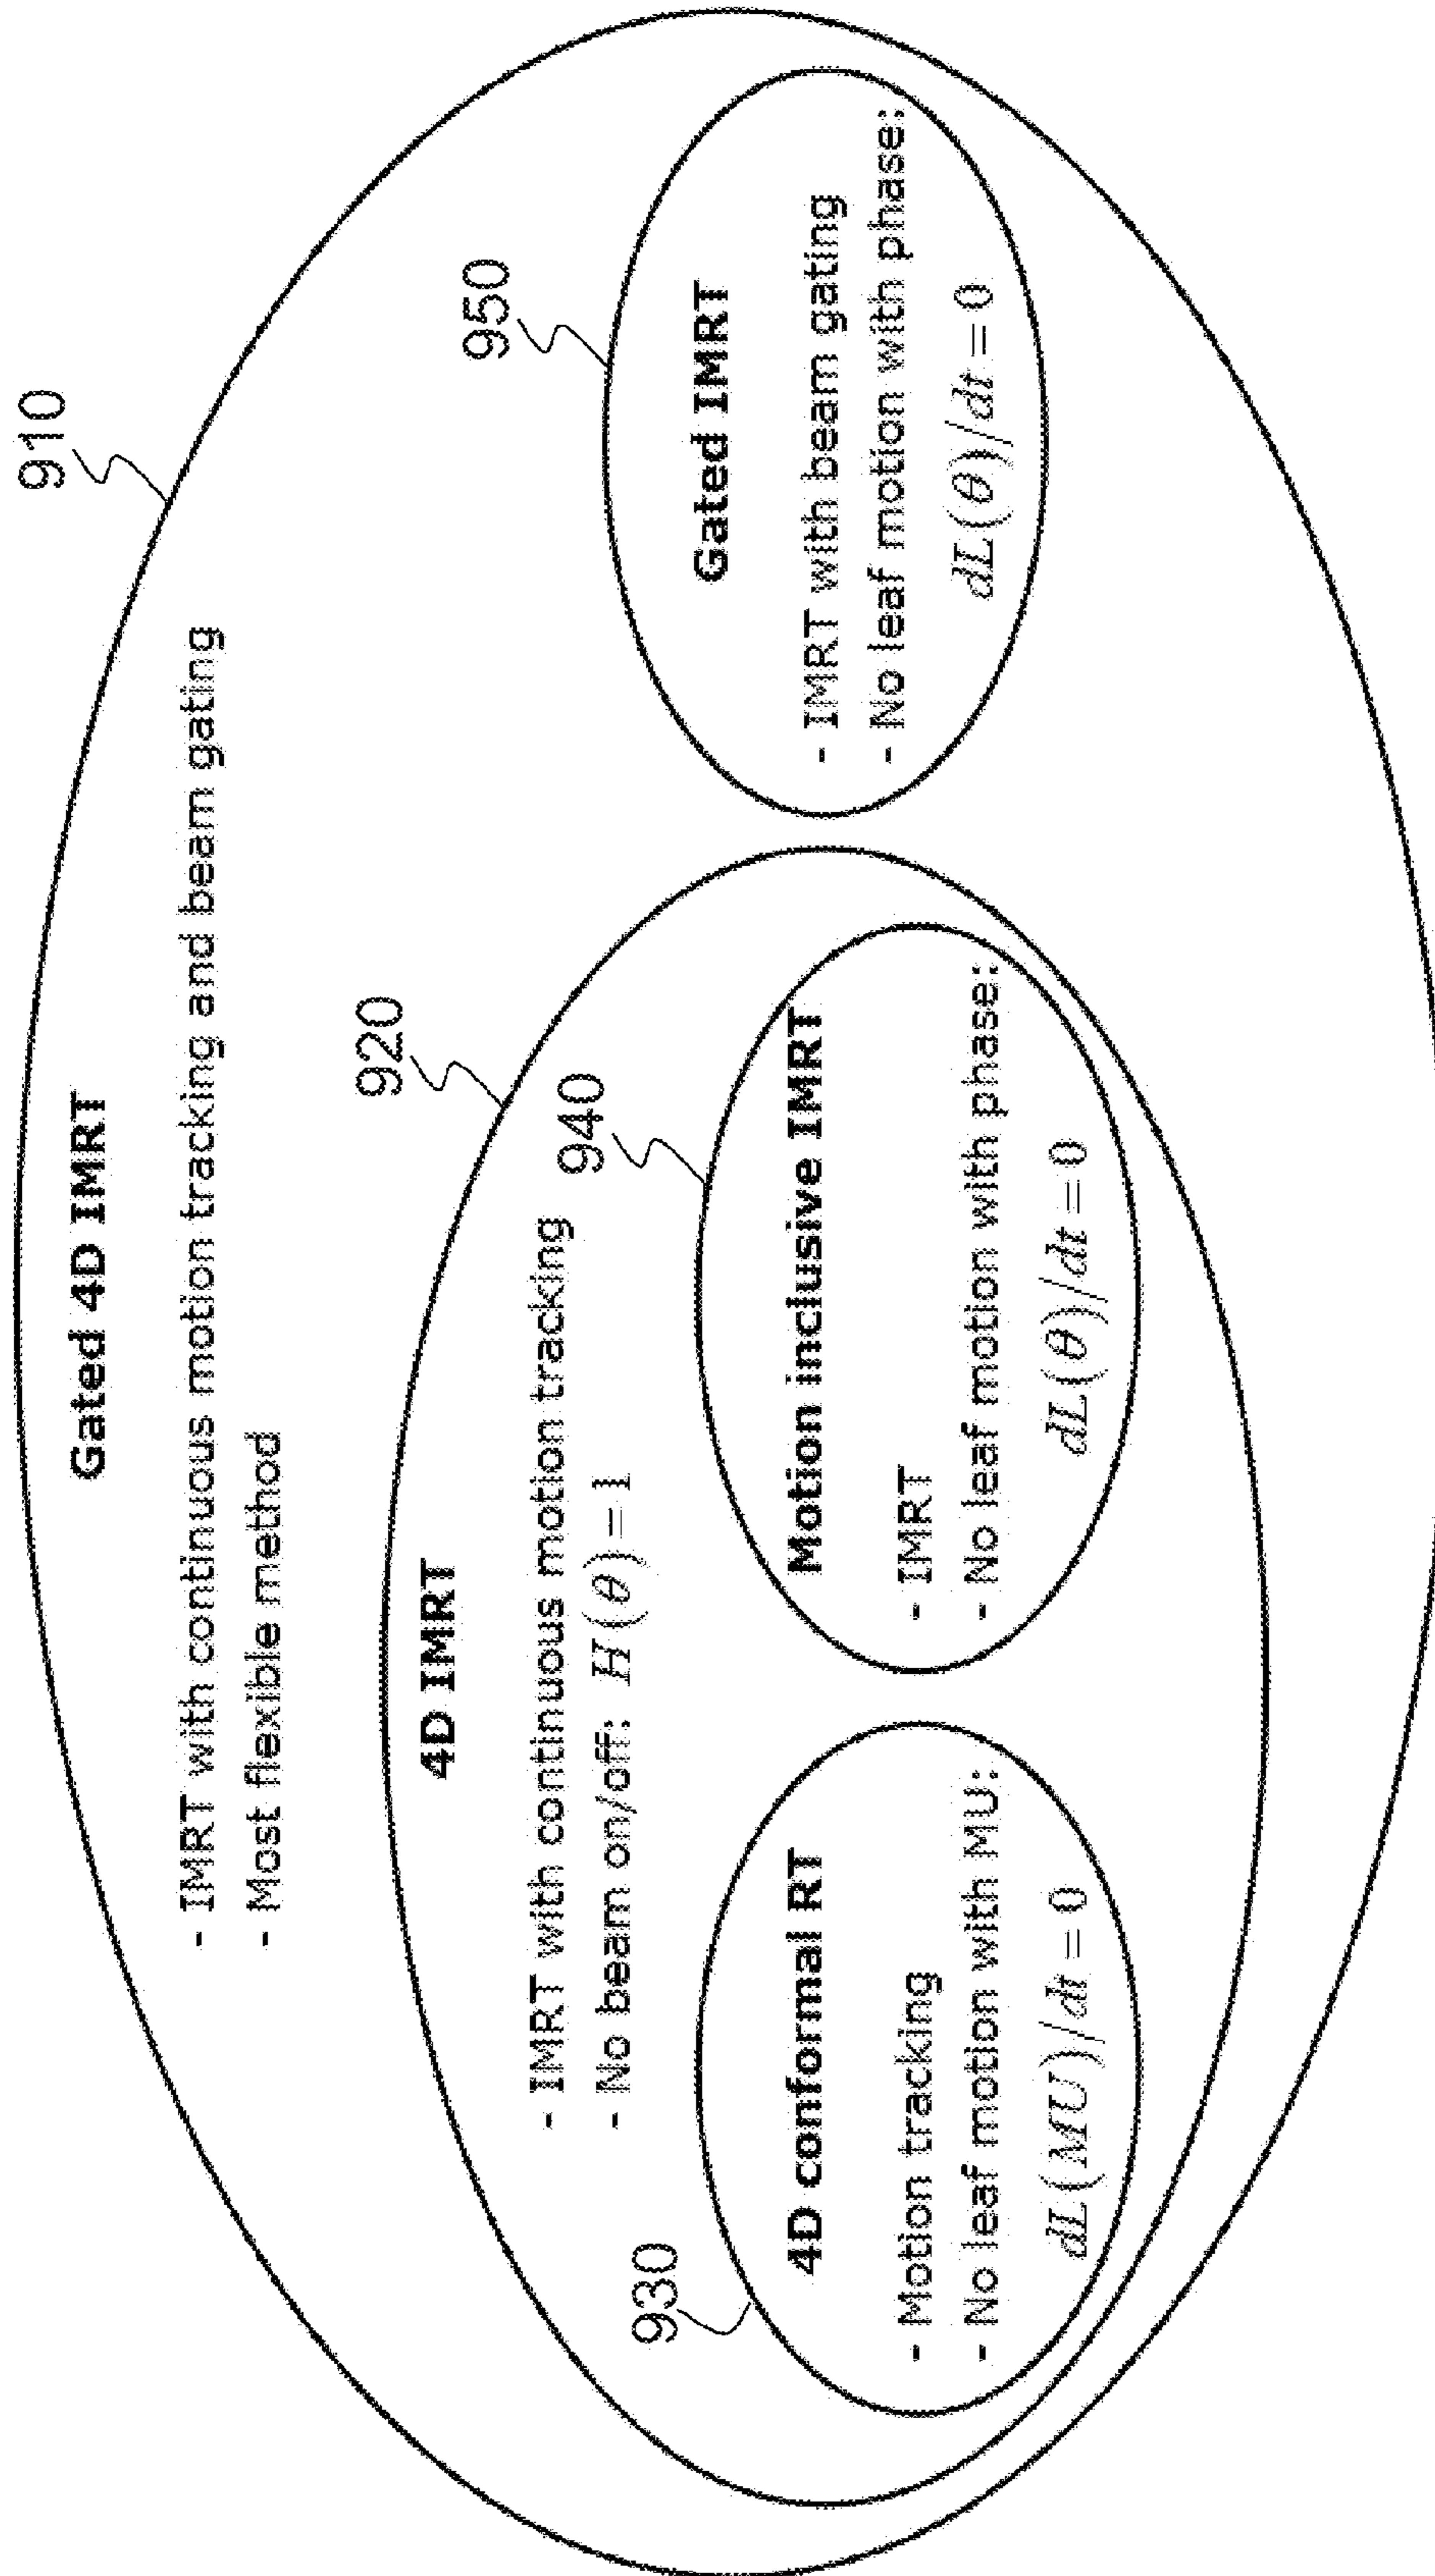 910
Gated 4D IMRT
- IMRT with continuous motion tracking and beam gating
- Most flexible method
920
4D IMRT
- IMRT with continuous motion tracking
- No beam on/off: H(θ)=1
930
4D conformal RT
- Motion tracking
- No leaf motion with MU:
dL(MU)/dt = 0
940
Motion inclusive IMRT
- IMRT
- No leaf motion with phase:
dL(θ)/dt = 0
950
Gated IMRT
- IMRT with beam gating
- No leaf motion with phase:
dL(θ)/dt = 0